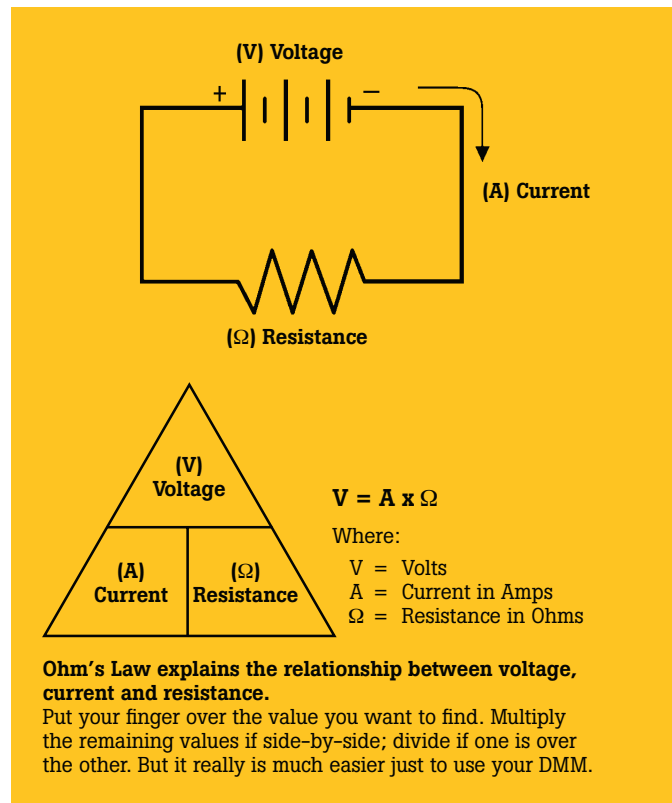 (V) Voltage
+ –
(A) Current
(Ω) Resistance
(V)
Voltage
(A)
Current
(Ω)
Resistance
V = A x Ω
Where:
V = Volts
A = Current in Amps
Ω = Resistance in Ohms
Ohm's Law explains the relationship between voltage,
current and resistance.
Put your finger over the value you want to find. Multiply
the remaining values if side–by–side; divide if one is over
the other. But it really is much easier just to use your DMM.